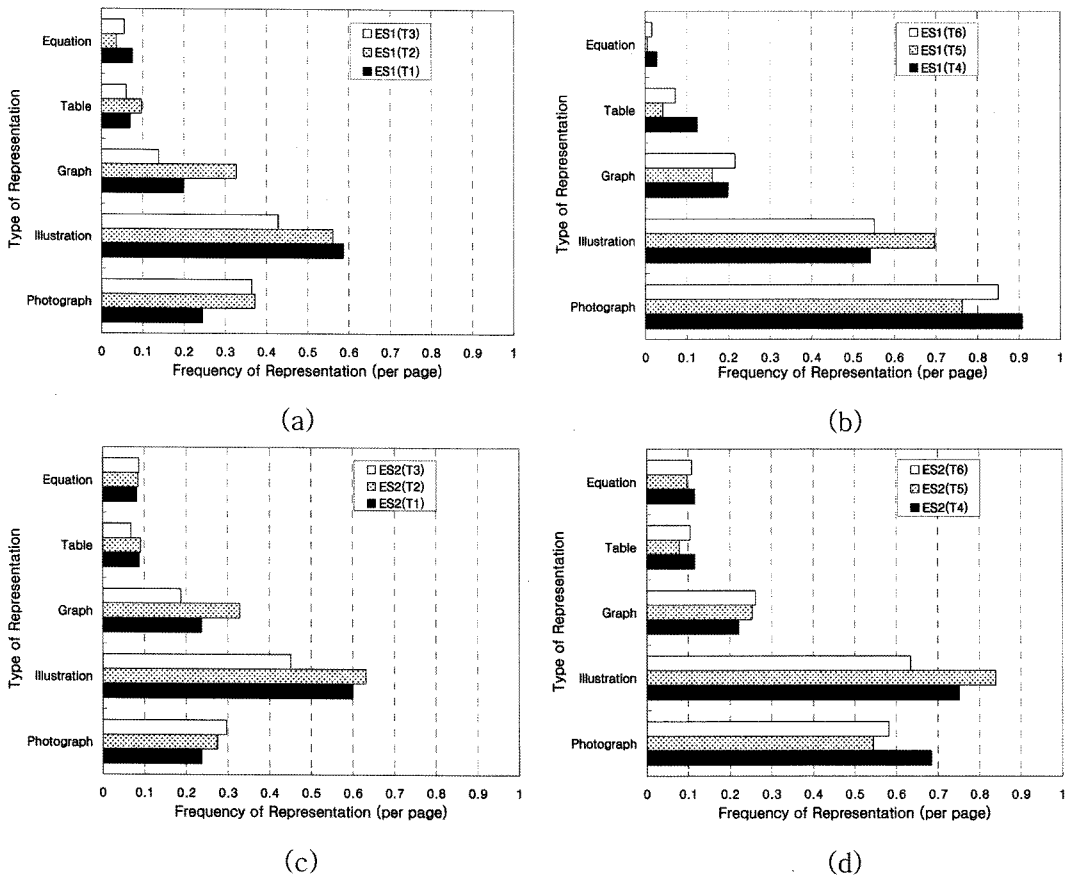 Type of Representation
Equation
Table
Graph
Illustration
Photograph
ES1(T3)
ES1(T2)
ES1(T1)
0 0.1 0.2 0.3 0.4 0.5 0.6 0.7 0.8 0.9 1
Frequency of Representation (per page)
(a)
Type of Representation
Equation
Table
Graph
Illustration
Photograph
ES1(T6)
ES1(T5)
ES1(T4)
0 0.1 0.2 0.3 0.4 0.5 0.6 0.7 0.8 0.9 1
Frequency of Representation (per page)
(b)
Type of Representation
Equation
Table
Graph
Illustration
Photograph
ES2(T3)
ES2(T2)
ES2(T1)
0 0.1 0.2 0.3 0.4 0.5 0.6 0.7 0.8 0.9 1
Frequency of Representation (per page)
(c)
Type of Representation
Equation
Table
Graph
Illustration
Photograph
ES2(T6)
ES2(T5)
ES2(T4)
0 0.1 0.2 0.3 0.4 0.5 0.6 0.7 0.8 0.9 1
Frequency of Representation (per page)
(d)